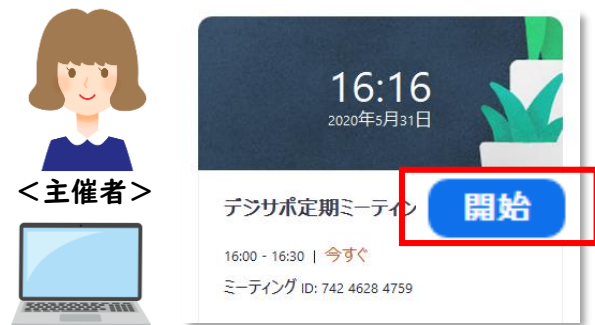 16:16
2020年5月31日
<主催者>
デジサポ定期ミーティン
開始
16:00 - 16:30 | 今すぐ
ミーティング ID: 742 4628 4759